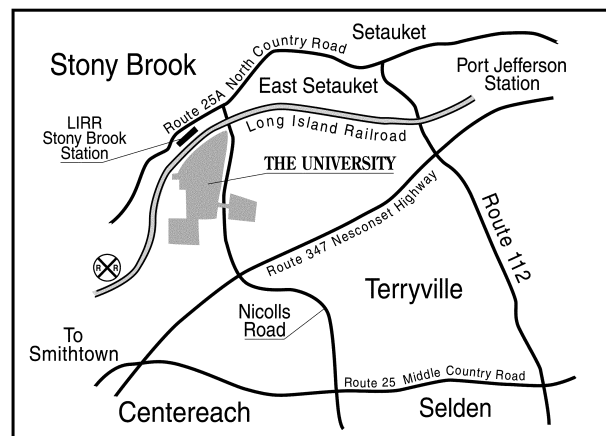 Setauket
Route 25A North Country Road
Stony Brook
East Setauket
Port Jefferson
Station
LIRR
Stony Brook
Station
Long Island Railroad
THE UNIVERSITY
R R
Route 347 Nesconset Highway
Route 112
Terryville
Nicolls
Road
To
Smithtown
Route 25 Middle Country Road
Centereach
Selden